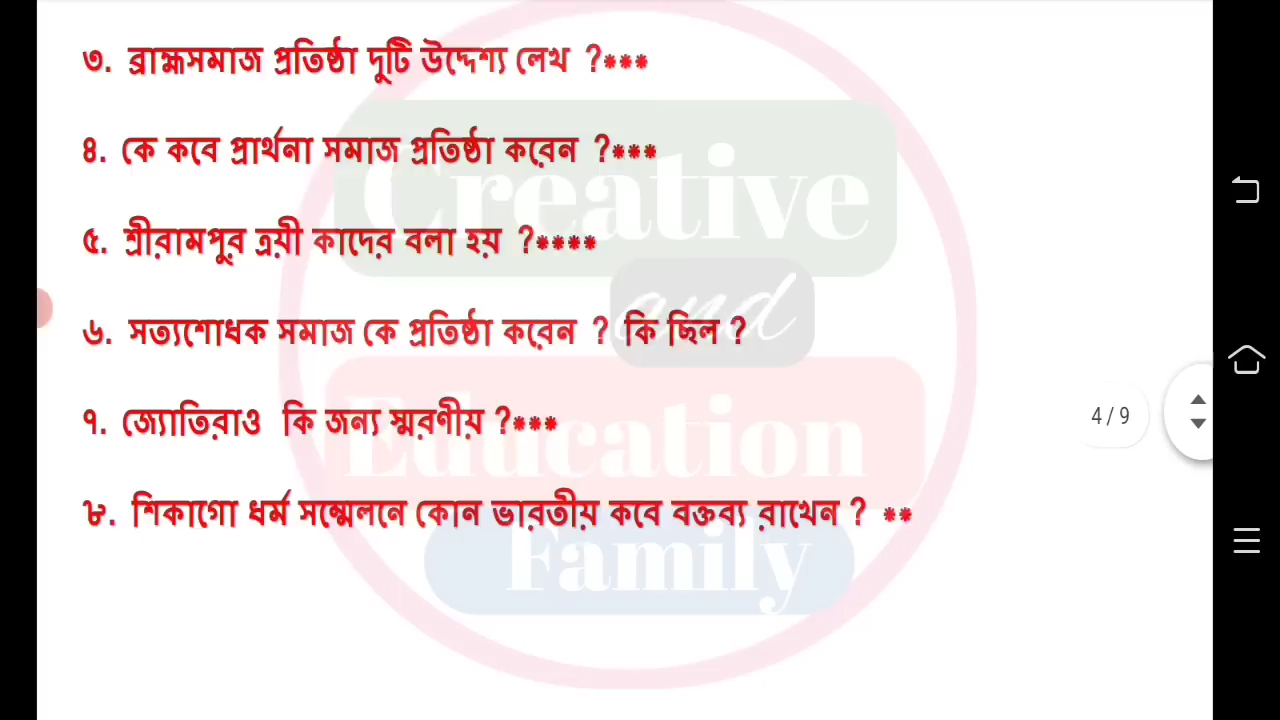 ৩. ব্রাহ্মসমাজ প্রতিষ্ঠা দুটি উদ্দেশ্য লেখ ?***
৪. কে কবে প্রার্থনা সমাজ প্রতিষ্ঠা করেন ?***
৫. শ্রীরামপুর ত্রয়ী কাদের বলা হয় ?****
৬. সত্যশোধক সমাজ কে প্রতিষ্ঠা করেন ? কি ছিল ?
৭. জ্যোতিরাও কি জন্য স্মরণীয় ?***
4/9
৮. শিকাগো ধর্ম সম্মেলনে কোন ভারতীয় কবে বক্তব্য রাখেন ? **
Creative
and
Education
Family